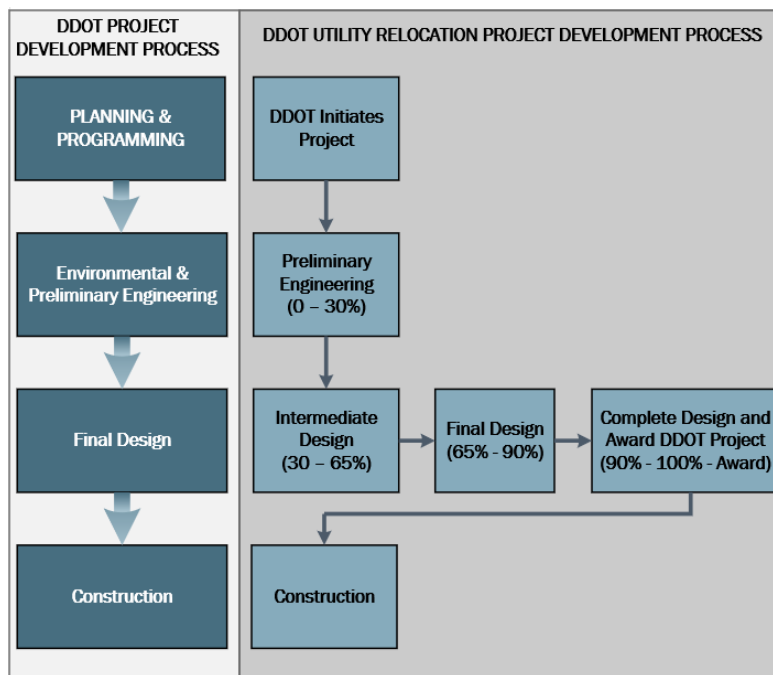 DDOT PROJECT
DEVELOPMENT PROCESS
PLANNING &
PROGRAMMING
Environmental &
Preliminary Engineering
Final Design
Construction
DDOT UTILITY RELOCATION PROJECT DEVELOPMENT PROCESS
DDOT Initiates
Project
Preliminary
Engineering
(0 – 30%)
Intermediate
Design
(30 – 65%)
Final Design
(65% - 90%)
Complete Design and
Award DDOT Project
(90% - 100% - Award)
Construction